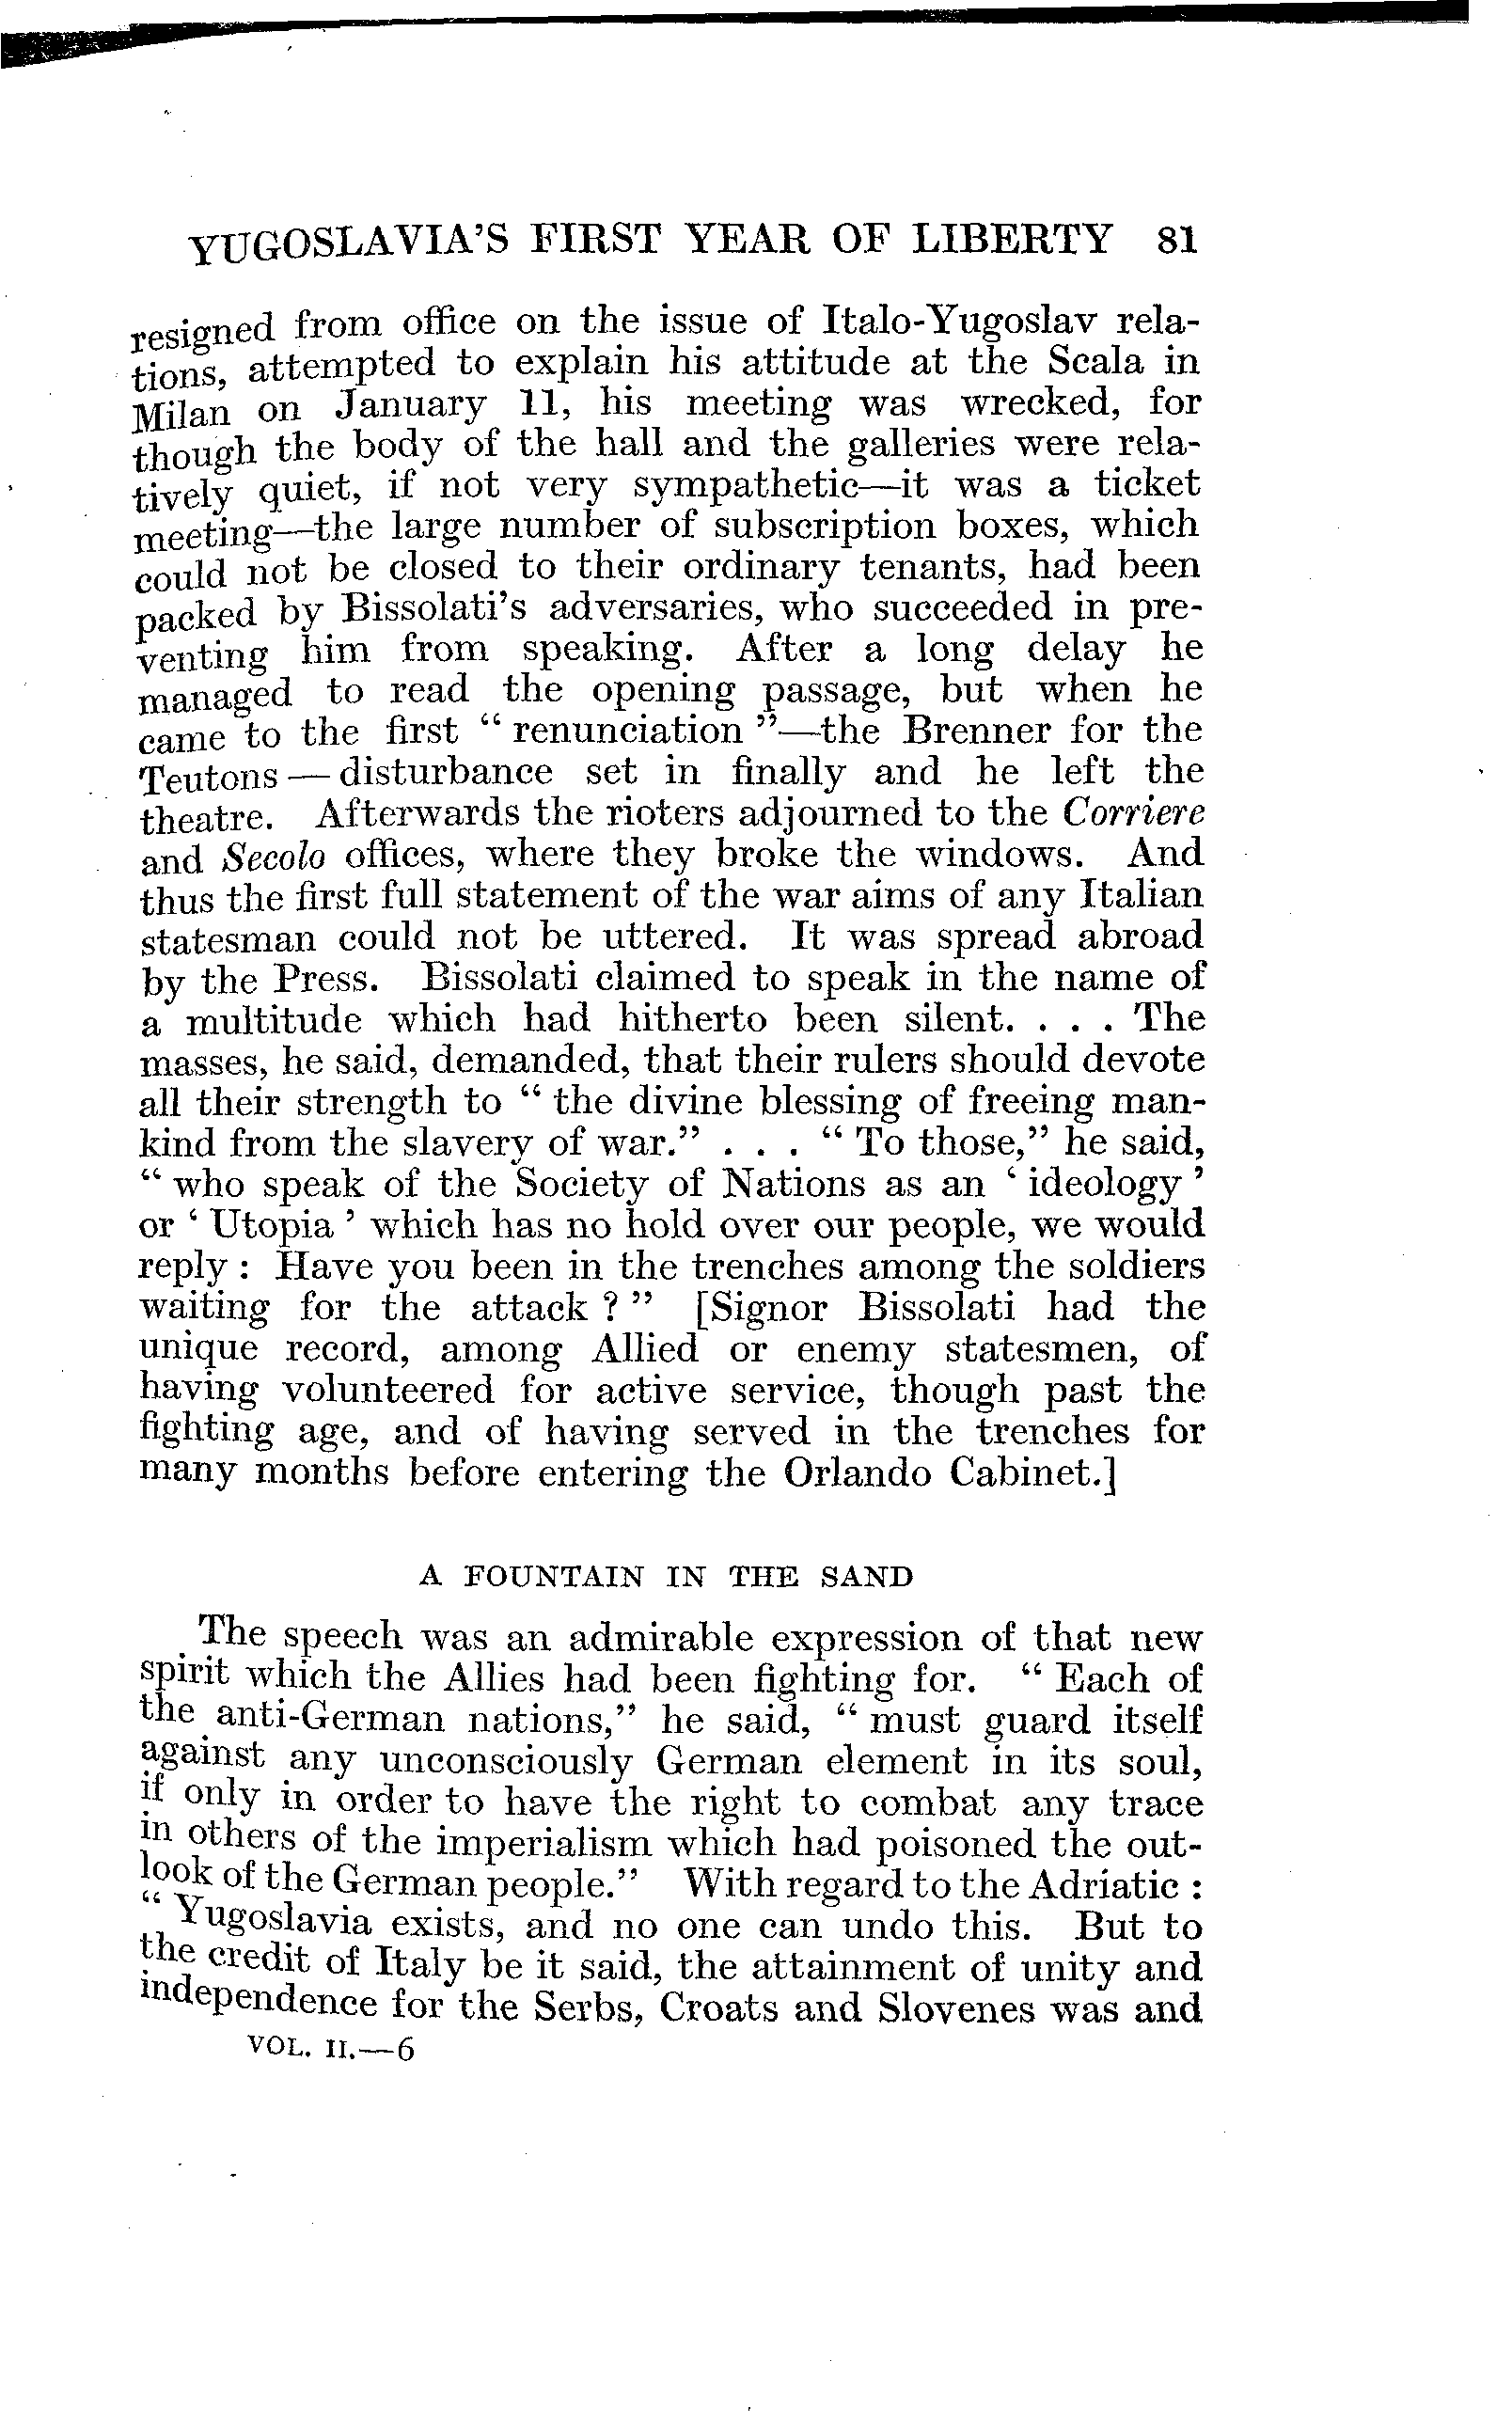 YUGOSLAVIA'S FIRST YEAR OF LIBERTY 81
resigned from office on the issue of Italo-Yugoslav rela-
tions, attempted to explain his attitude at the Scala in
Milan on January 11, his meeting was wrecked, for
though the body of the hall and the galleries were rela-
tively quiet, if not very sympathetic—it was a ticket
meeting—the large number of subscription boxes, which
could not be closed to their ordinary tenants, had been
packed by Bissolati's adversaries, who succeeded in pre-
venting him from speaking. After a long delay he
managed to read the opening passage, but when he
came to the first “ renunciation ”—the Brenner for the
Teutons — disturbance set in finally and he left the
theatre. Afterwards the rioters adjourned to the Corriere
and Secolo offices, where they broke the windows. And
thus the first full statement of the war aims of any Italian
statesman could not be uttered. It was spread abroad
by the Press. Bissolati claimed to speak in the name of
a multitude which had hitherto been silent. . . . The
masses, he said, demanded, that their rulers should devote
all their strength to “ the divine blessing of freeing man-
kind from the slavery of war.” . . . “ To those,” he said,
“ who speak of the Society of Nations as an ‘ ideology ’
or ‘ Utopia ’ which has no hold over our people, we would
reply : Have you been in the trenches among the soldiers
waiting for the attack ? ” [Signor Bissolati had the
unique record, among Allied or enemy statesmen, of
having volunteered for active service, though past the
fighting age, and of having served in the trenches for
many months before entering the Orlando Cabinet.]
A FOUNTAIN IN THE SAND
The speech was an admirable expression of that new
spirit which the Allies had been fighting for. “ Each of
the anti-German nations,” he said, “ must guard itself
against any unconsciously German element in its soul,
if only in order to have the right to combat any trace
in others of the imperialism which had poisoned the out-
look of the German people.” With regard to the Adriatic :
“ Yugoslavia exists, and no one can undo this. But to
the credit of Italy be it said, the attainment of unity and
independence for the Serbs, Croats and Slovenes was and
VOL. II.—6